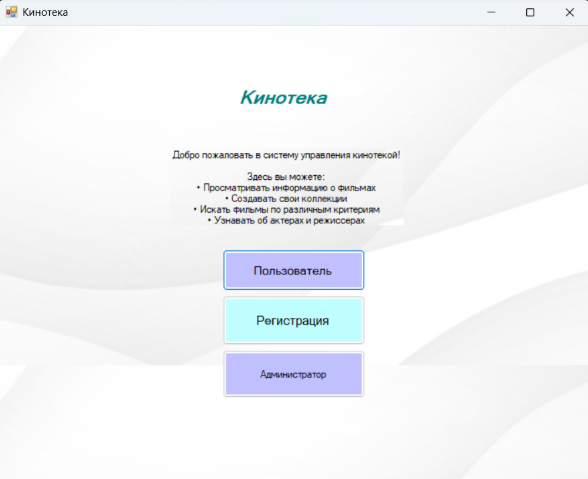 Кинотека
Кинотека
Добро пожаловать в систему управления кинотекой!
Здесь вы можете:
• Просматривать информацию о фильмах
• Создавать свои коллекции
• Искать фильмы по различным критериям
• Узнавать об актерах и режиссерах
Пользователь
Регистрация
Администратор